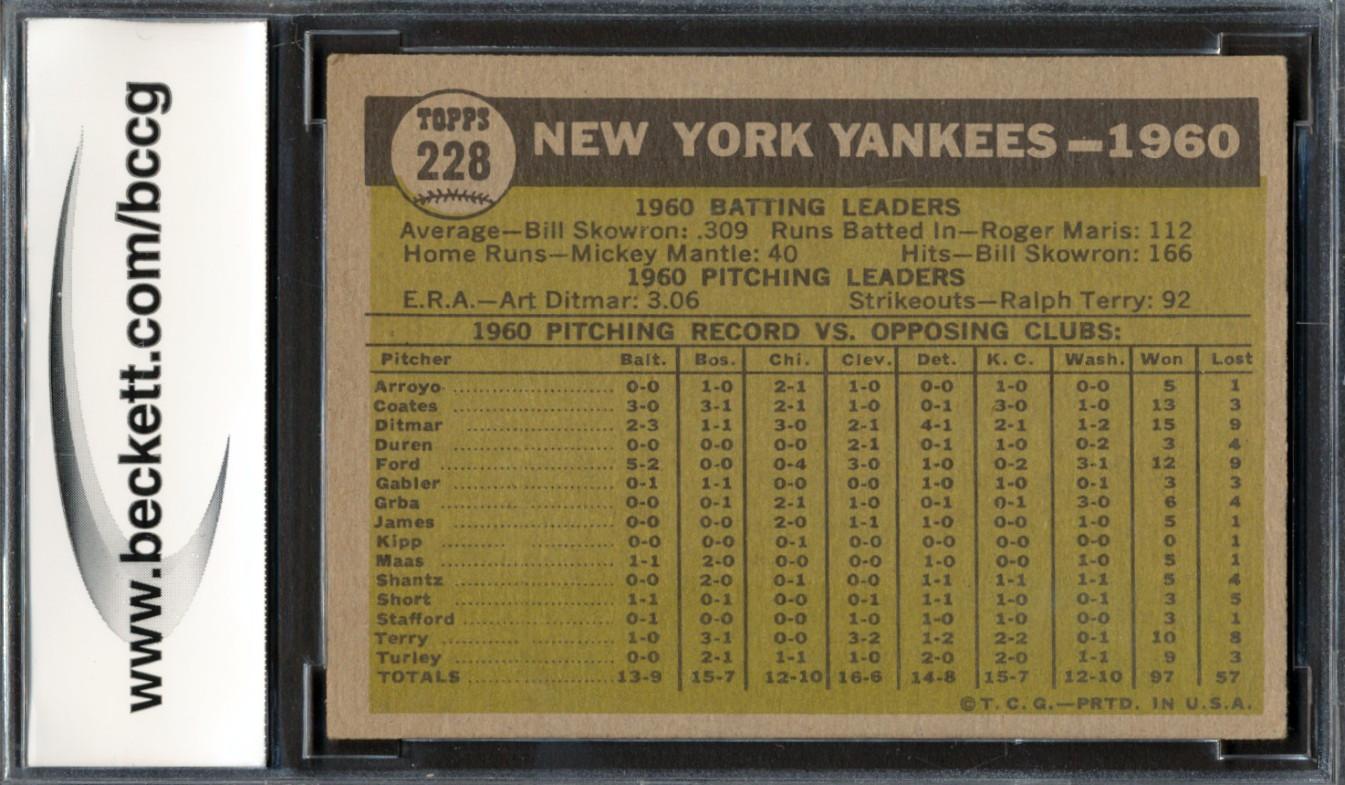 www.beckett.com/bccg
TOPPS
228
NEW YORK YANKEES—1960
1960 BATTING LEADERS
Average—Bill Skowron: .309 Runs Batted In—Roger Maris: 112
Home Runs—Mickey Mantle: 40 Hits—Bill Skowron: 166
1960 PITCHING LEADERS
E.R.A.—Art Ditmar: 3.06 Strikeouts—Ralph Terry: 92
1960 PITCHING RECORD VS. OPPOSING CLUBS:
Pitcher Balt. Bos. Chi. Clev. Det. K. C. Wash. Won Lost
Arroyo 0-0 1-0 2-1 1-0 0-0 1-0 0-0 5 1
Coates 3-0 3-1 2-1 1-0 0-1 3-0 1-0 13 3
Ditmar 2-3 1-1 3-0 2-1 4-1 2-1 1-2 15 9
Duren 0-0 0-0 0-0 2-1 0-1 1-0 0-2 3 4
Ford 5-2 0-0 0-4 3-0 1-0 0-2 3-1 12 9
Gabler 0-1 1-1 0-0 0-0 1-0 1-0 0-1 3 3
Grba 0-0 0-1 2-1 1-0 0-1 0-1 3-0 6 4
James 0-0 0-0 2-0 1-1 1-0 0-0 1-0 5 1
Kipp 0-0 0-0 0-1 0-0 0-0 0-0 0-0 0 1
Maas 1-1 2-0 0-0 0-0 1-0 0-0 1-0 5 1
Shantz 0-0 2-0 0-1 0-0 1-1 1-1 1-1 5 4
Short 1-1 0-1 0-0 0-1 1-1 1-0 0-1 3 5
Stafford 0-1 0-0 0-0 1-0 1-0 1-0 0-0 3 1
Terry 1-0 3-1 0-0 3-2 1-2 2-2 0-1 10 8
Turley 0-0 2-1 1-1 1-0 2-0 2-0 1-1 9 3
TOTALS 13-9 15-7 12-10 16-6 14-8 15-7 12-10 97 57
©T. C. G.—PRTD. IN U.S.A.